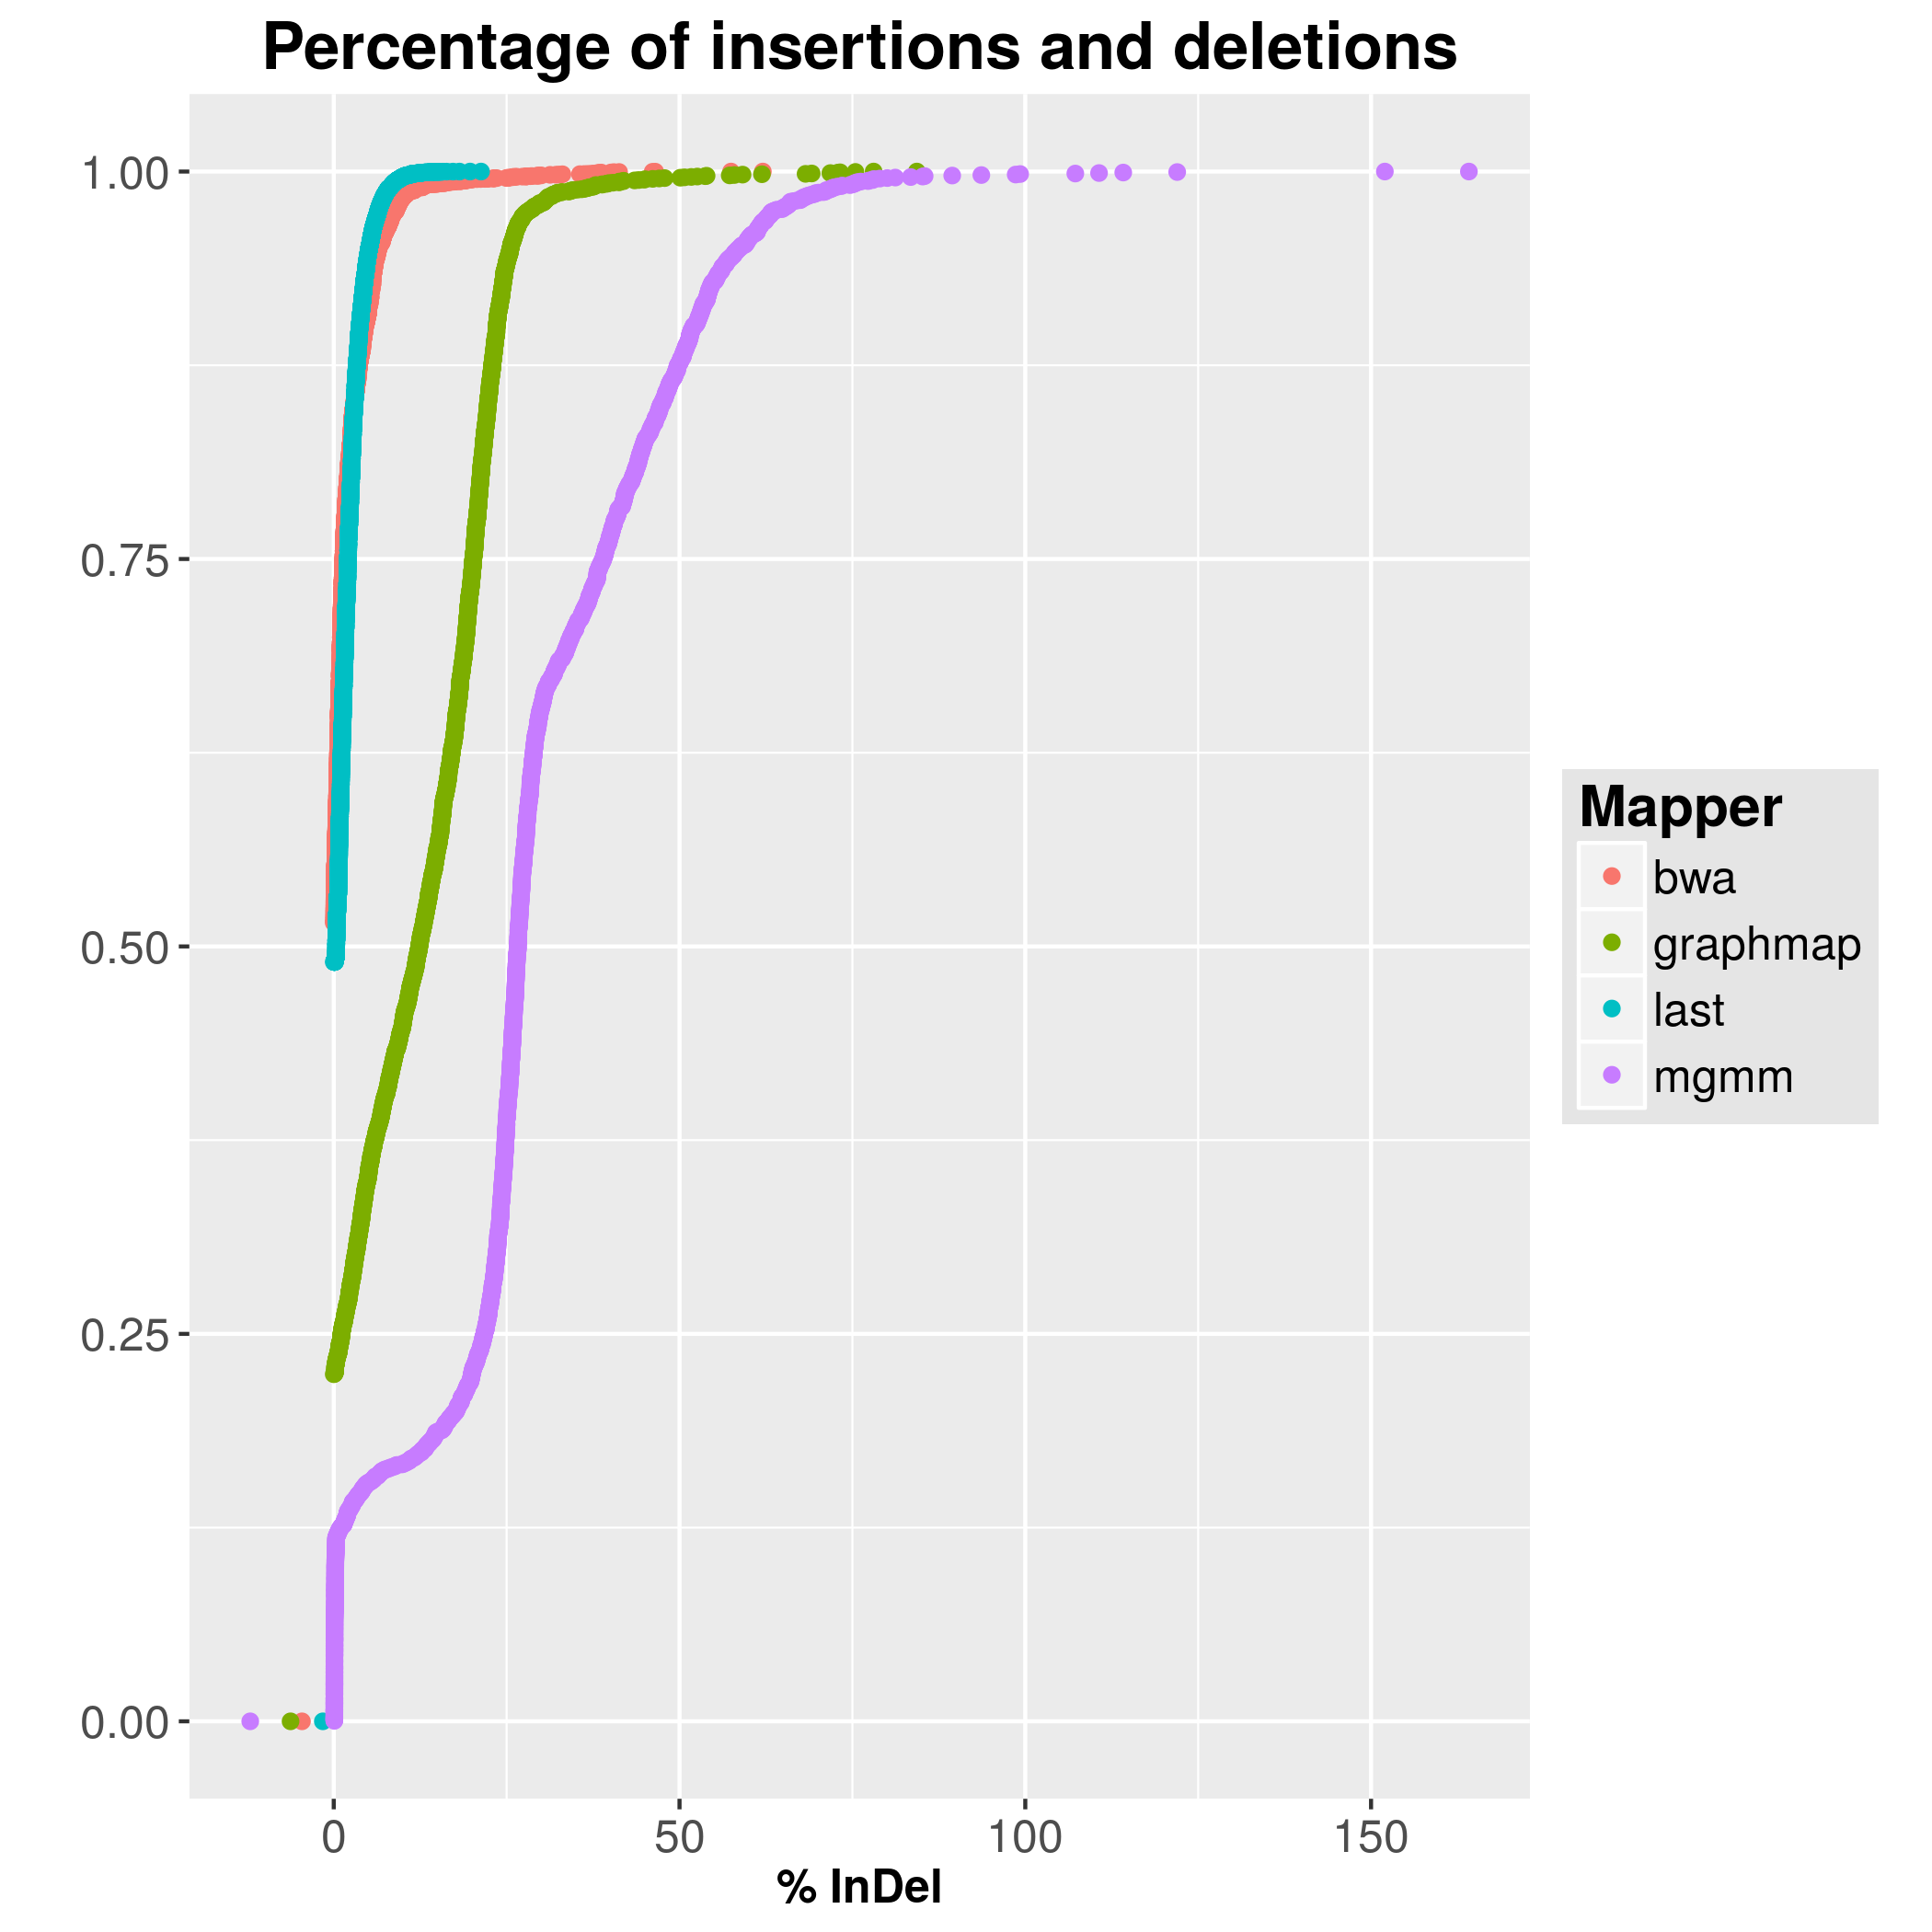 Percentage of insertions and deletions
1.00
0.75
0.50
0.25
0.00
0 50 100 150
% InDel
Mapper
bwa
graphmap
last
mgmm